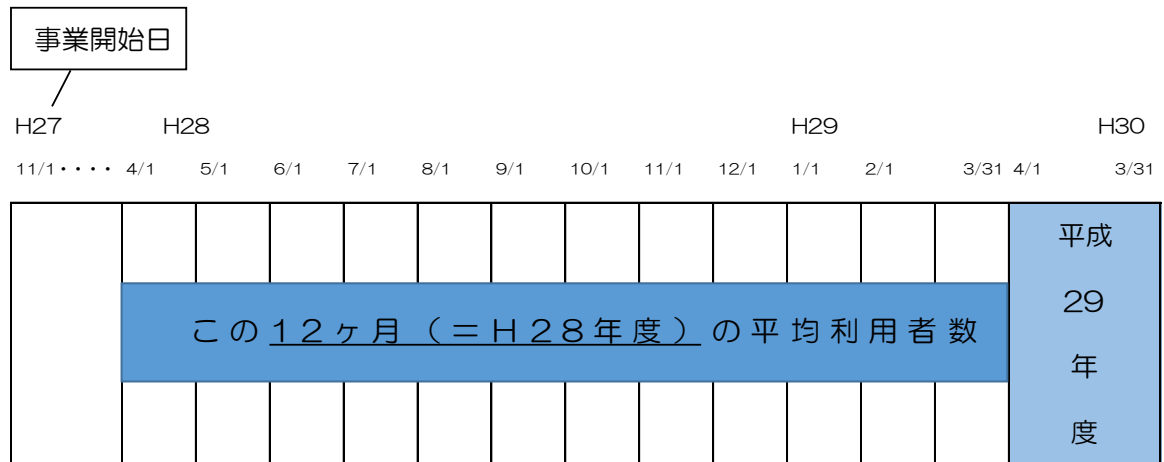 事業開始日
H27 H28 H29 H30
11/1・・・・ 4/1 5/1 6/1 7/1 8/1 9/1 10/1 11/1 12/1 1/1 2/1 3/31 4/1 3/31
この12ヶ月（＝H28年度）の平均利用者数
平成
29
年
度